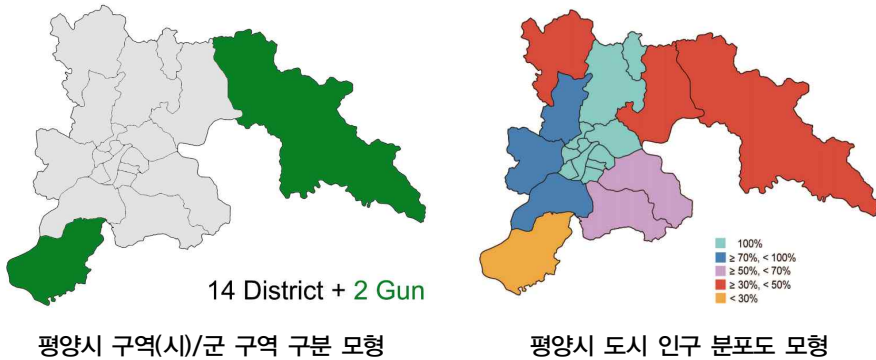 14 District + 2 Gun
평양시 구역(시)/군 구역 구분 모형
100%
≥ 70%, < 100%
≥ 50%, < 70%
≥ 30%, < 50%
< 30%
평양시 도시 인구 분포도 모형